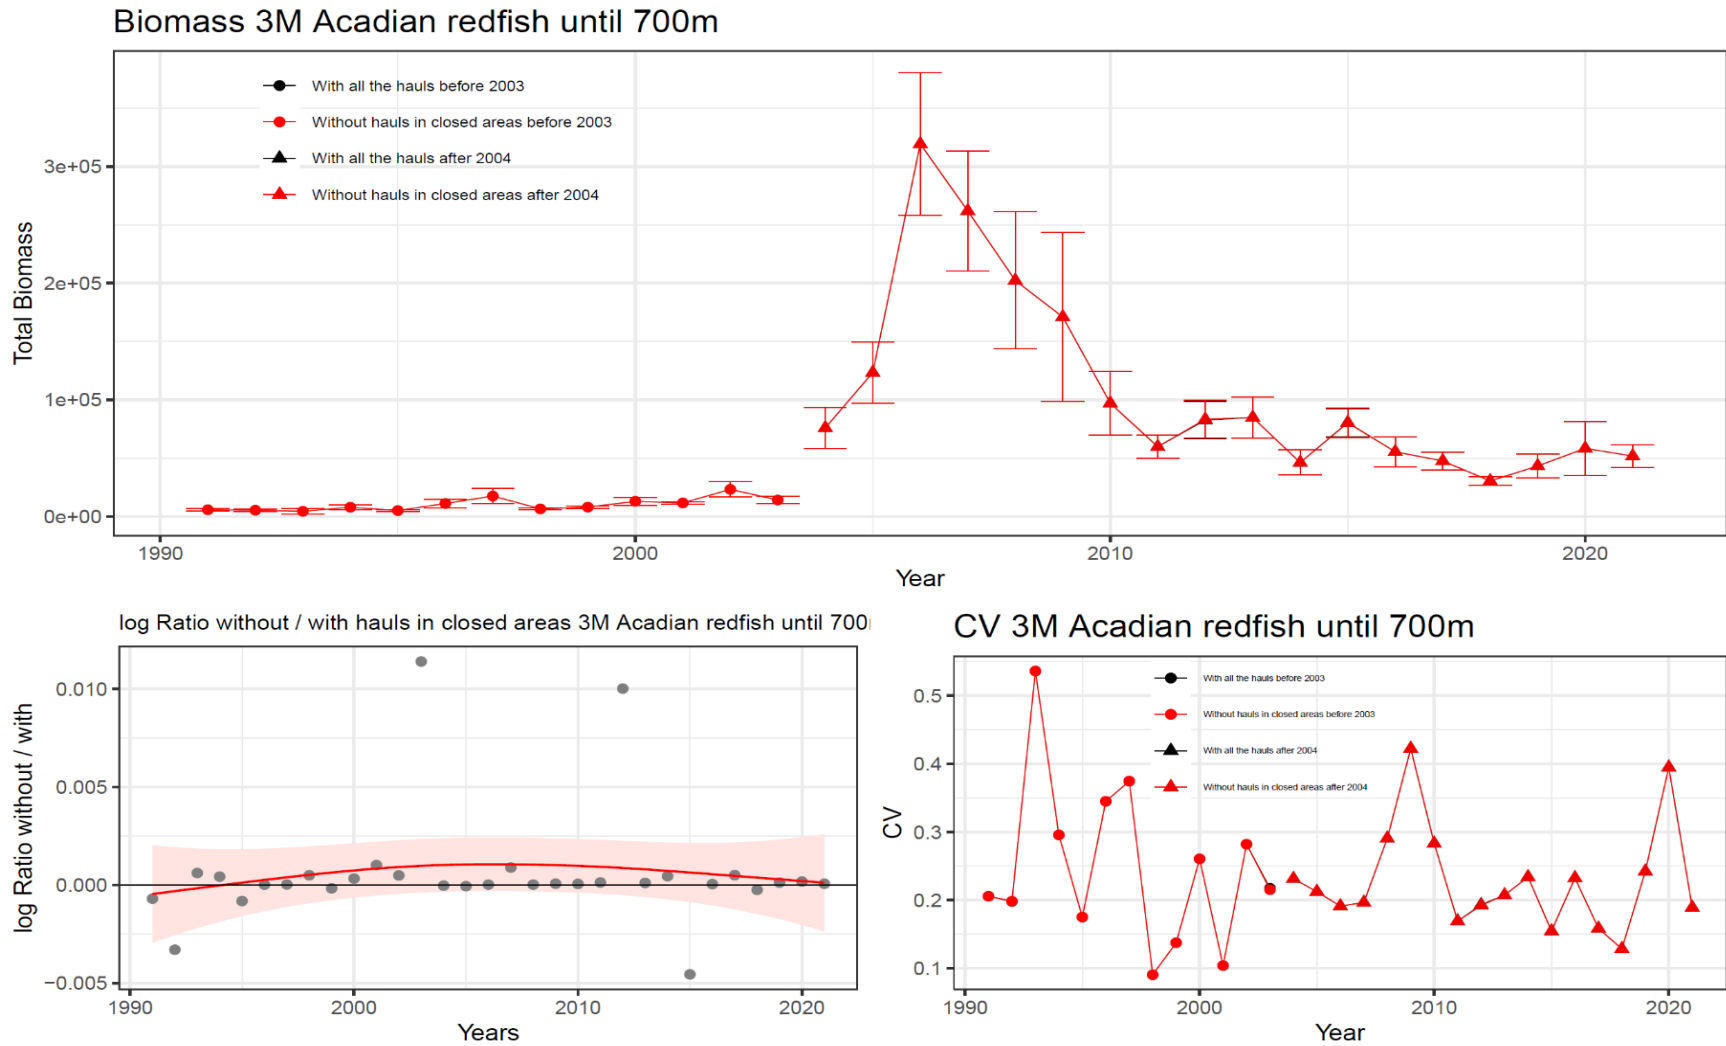 Biomass 3M Acadian redfish until 700m
With all the hauls before 2003
Without hauls in closed areas before 2003
With all the hauls after 2004
Without hauls in closed areas after 2004
Total Biomass
3e+05
2e+05
1e+05
0e+00
1990
2000
2010
2020
Year
log Ratio without / with hauls in closed areas 3M Acadian redfish until 700
log Ratio without / with
0.010
0.005
0.000
−0.005
1990
2000
2010
2020
Years
CV 3M Acadian redfish until 700m
With all the hauls before 2003
Without hauls in closed areas before 2003
With all the hauls after 2004
Without hauls in closed areas after 2004
CV
0.5
0.4
0.3
0.2
0.1
1990
2000
2010
2020
Year